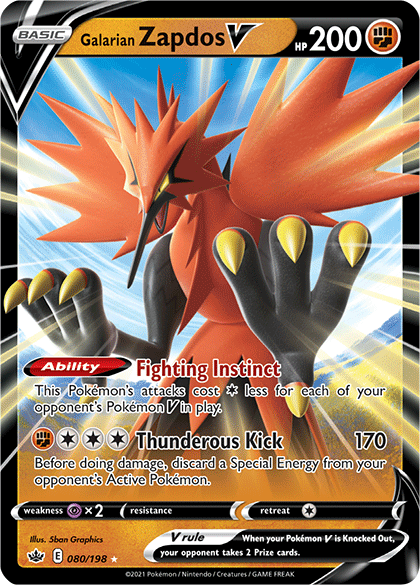 BASIC
Galarian Zapdos V
HP 200
Ability Fighting Instinct
This Pokémon's attacks cost less for each of your
opponent's Pokémon V in play.
Thunderous Kick 170
Before doing damage, discard a Special Energy from your
opponent's Active Pokémon.
weakness ×2 resistance retreat
Illus. 5ban Graphics
V rule When your Pokémon V is Knocked Out,
your opponent takes 2 Prize cards.
E 080/198
©2021 Pokémon / Nintendo / Creatures / GAME FREAK